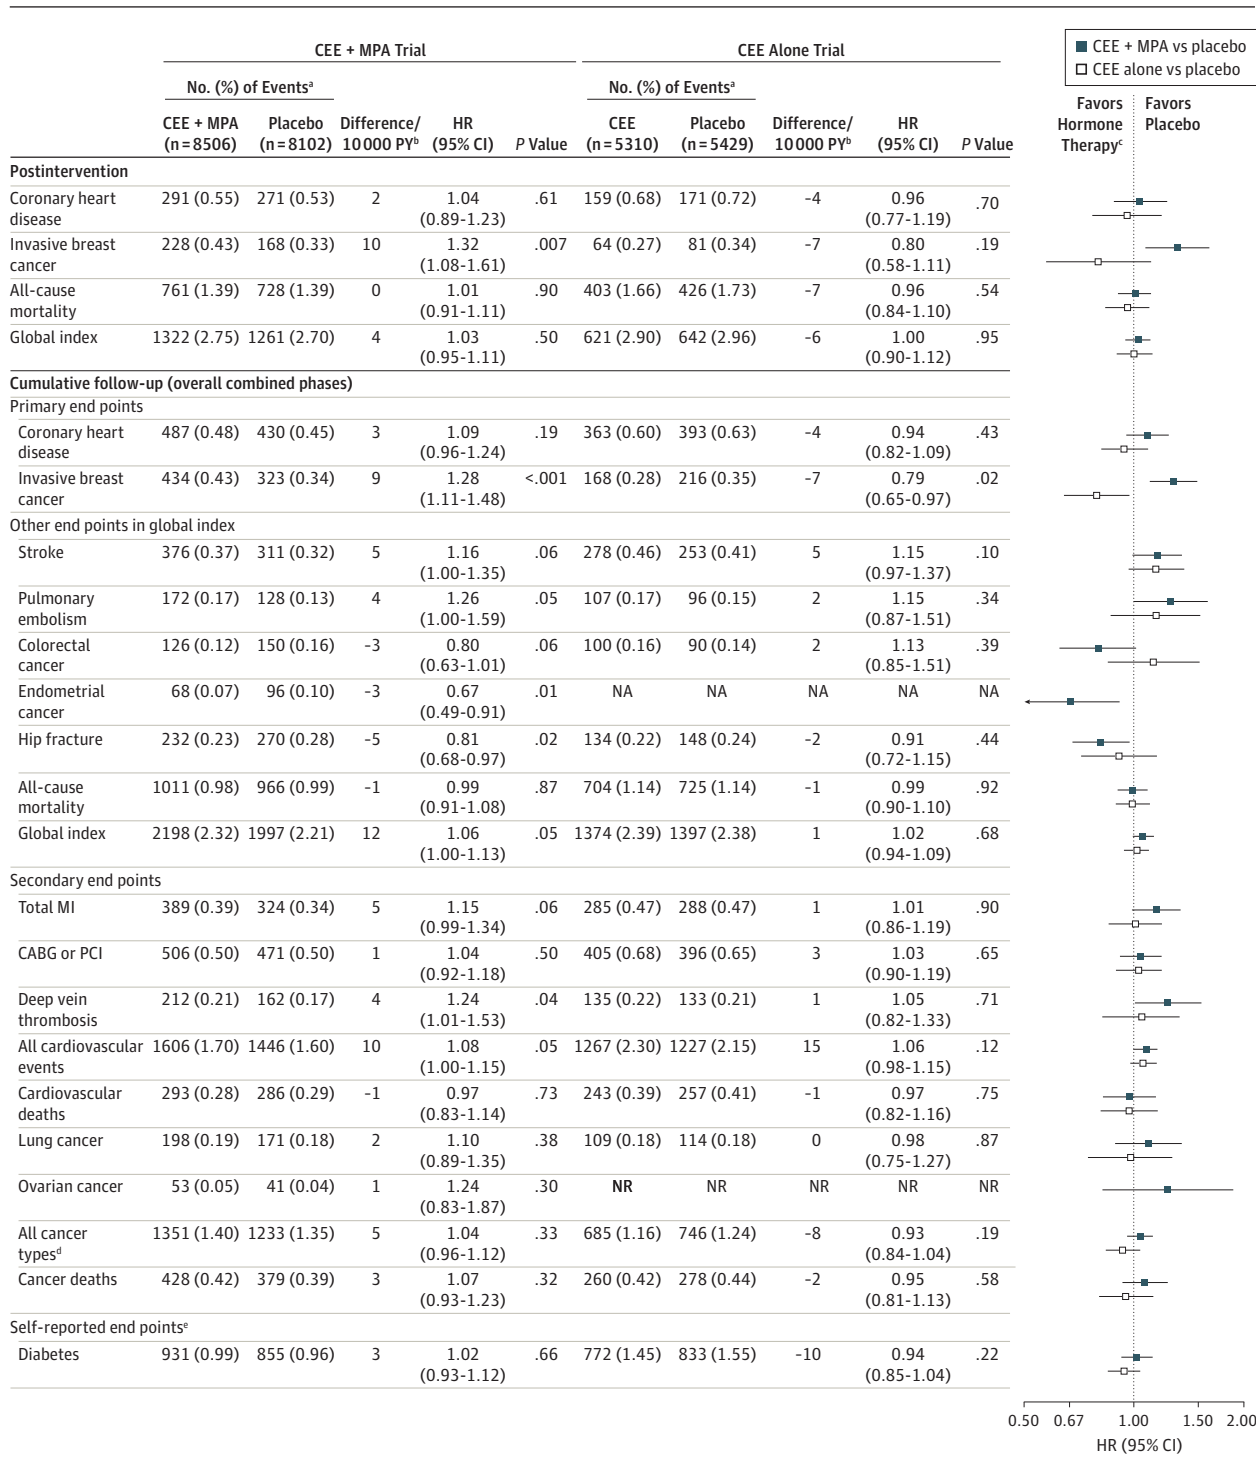 CEE + MPA Trial CEE Alone Trial
CEE + MPA vs placebo
CEE alone vs placebo
No. (%) of Eventsᵃ No. (%) of Eventsᵃ
Favors Hormone Therapyᶜ Favors Placebo
CEE + MPA (n=8506) Placebo (n=8102) Difference/ 10 000 PYᵇ HR (95% CI) P Value CEE (n=5310) Placebo (n=5429) Difference/ 10 000 PYᵇ HR (95% CI) P Value
Postintervention
Coronary heart disease 291 (0.55) 271 (0.53) 2 1.04 (0.89-1.23) .61 159 (0.68) 171 (0.72) -4 0.96 (0.77-1.19) .70
Invasive breast cancer 228 (0.43) 168 (0.33) 10 1.32 (1.08-1.61) .007 64 (0.27) 81 (0.34) -7 0.80 (0.58-1.11) .19
All-cause mortality 761 (1.39) 728 (1.39) 0 1.01 (0.91-1.11) .90 403 (1.66) 426 (1.73) -7 0.96 (0.84-1.10) .54
Global index 1322 (2.75) 1261 (2.70) 4 1.03 (0.95-1.11) .50 621 (2.90) 642 (2.96) -6 1.00 (0.90-1.12) .95
Cumulative follow-up (overall combined phases)
Primary end points
Coronary heart disease 487 (0.48) 430 (0.45) 3 1.09 (0.96-1.24) .19 363 (0.60) 393 (0.63) -4 0.94 (0.82-1.09) .43
Invasive breast cancer 434 (0.43) 323 (0.34) 9 1.28 (1.11-1.48) <.001 168 (0.28) 216 (0.35) -7 0.79 (0.65-0.97) .02
Other end points in global index
Stroke 376 (0.37) 311 (0.32) 5 1.16 (1.00-1.35) .06 278 (0.46) 253 (0.41) 5 1.15 (0.97-1.37) .10
Pulmonary embolism 172 (0.17) 128 (0.13) 4 1.26 (1.00-1.59) .05 107 (0.17) 96 (0.15) 2 1.15 (0.87-1.51) .34
Colorectal cancer 126 (0.12) 150 (0.16) -3 0.80 (0.63-1.01) .06 100 (0.16) 90 (0.14) 2 1.13 (0.85-1.51) .39
Endometrial cancer 68 (0.07) 96 (0.10) -3 0.67 (0.49-0.91) .01 NA NA NA NA NA
Hip fracture 232 (0.23) 270 (0.28) -5 0.81 (0.68-0.97) .02 134 (0.22) 148 (0.24) -2 0.91 (0.72-1.15) .44
All-cause mortality 1011 (0.98) 966 (0.99) -1 0.99 (0.91-1.08) .87 704 (1.14) 725 (1.14) -1 0.99 (0.90-1.10) .92
Global index 2198 (2.32) 1997 (2.21) 12 1.06 (1.00-1.13) .05 1374 (2.39) 1397 (2.38) 1 1.02 (0.94-1.09) .68
Secondary end points
Total MI 389 (0.39) 324 (0.34) 5 1.15 (0.99-1.34) .06 285 (0.47) 288 (0.47) 1 1.01 (0.86-1.19) .90
CABG or PCI 506 (0.50) 471 (0.50) 1 1.04 (0.92-1.18) .50 405 (0.68) 396 (0.65) 3 1.03 (0.90-1.19) .65
Deep vein thrombosis 212 (0.21) 162 (0.17) 4 1.24 (1.01-1.53) .04 135 (0.22) 133 (0.21) 1 1.05 (0.82-1.33) .71
All cardiovascular events 1606 (1.70) 1446 (1.60) 10 1.08 (1.00-1.15) .05 1267 (2.30) 1227 (2.15) 15 1.06 (0.98-1.15) .12
Cardiovascular deaths 293 (0.28) 286 (0.29) -1 0.97 (0.83-1.14) .73 243 (0.39) 257 (0.41) -1 0.97 (0.82-1.16) .75
Lung cancer 198 (0.19) 171 (0.18) 2 1.10 (0.89-1.35) .38 109 (0.18) 114 (0.18) 0 0.98 (0.75-1.27) .87
Ovarian cancer 53 (0.05) 41 (0.04) 1 1.24 (0.83-1.87) .30 NR NR NR NR NR
All cancer typesᵈ 1351 (1.40) 1233 (1.35) 5 1.04 (0.96-1.12) .33 685 (1.16) 746 (1.24) -8 0.93 (0.84-1.04) .19
Cancer deaths 428 (0.42) 379 (0.39) 3 1.07 (0.93-1.23) .32 260 (0.42) 278 (0.44) -2 0.95 (0.81-1.13) .58
Self-reported end pointsᵉ
Diabetes 931 (0.99) 855 (0.96) 3 1.02 (0.93-1.12) .66 772 (1.45) 833 (1.55) -10 0.94 (0.85-1.04) .22
0.50 0.67 1.00 1.50 2.00
HR (95% CI)